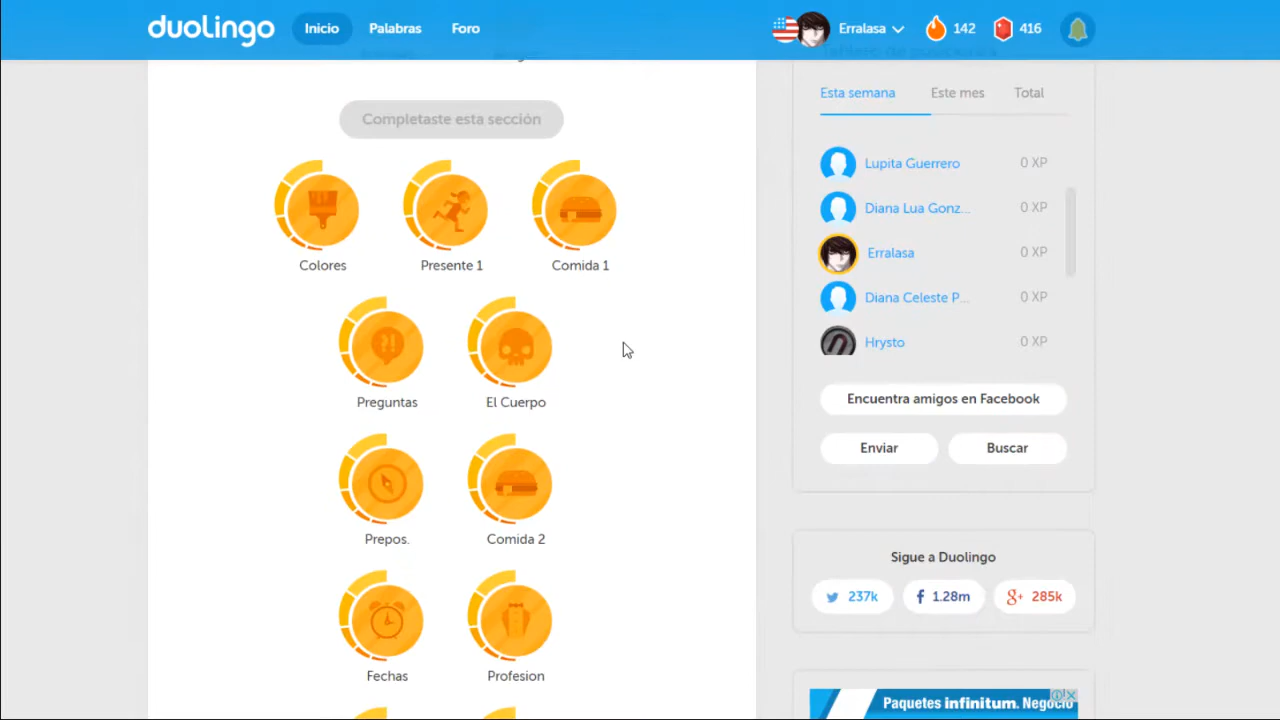 duolingo
Inicio
Palabras
Foro
Erralasa
142
416
Esta semana
Este mes
Total
Completaste esta sección
Lupita Guerrero
0 XP
Diana Lua Gonz...
0 XP
Erralasa
0 XP
Diana Celeste P...
0 XP
Hrysto
0 XP
Colores
Presente 1
Comida 1
Preguntas
El Cuerpo
Prepos.
Comida 2
Fechas
Profesion
Encuentra amigos en Facebook
Enviar
Buscar
Sigue a Duolingo
237k
1.28m
285k
Paquetes infinitum. Negocio